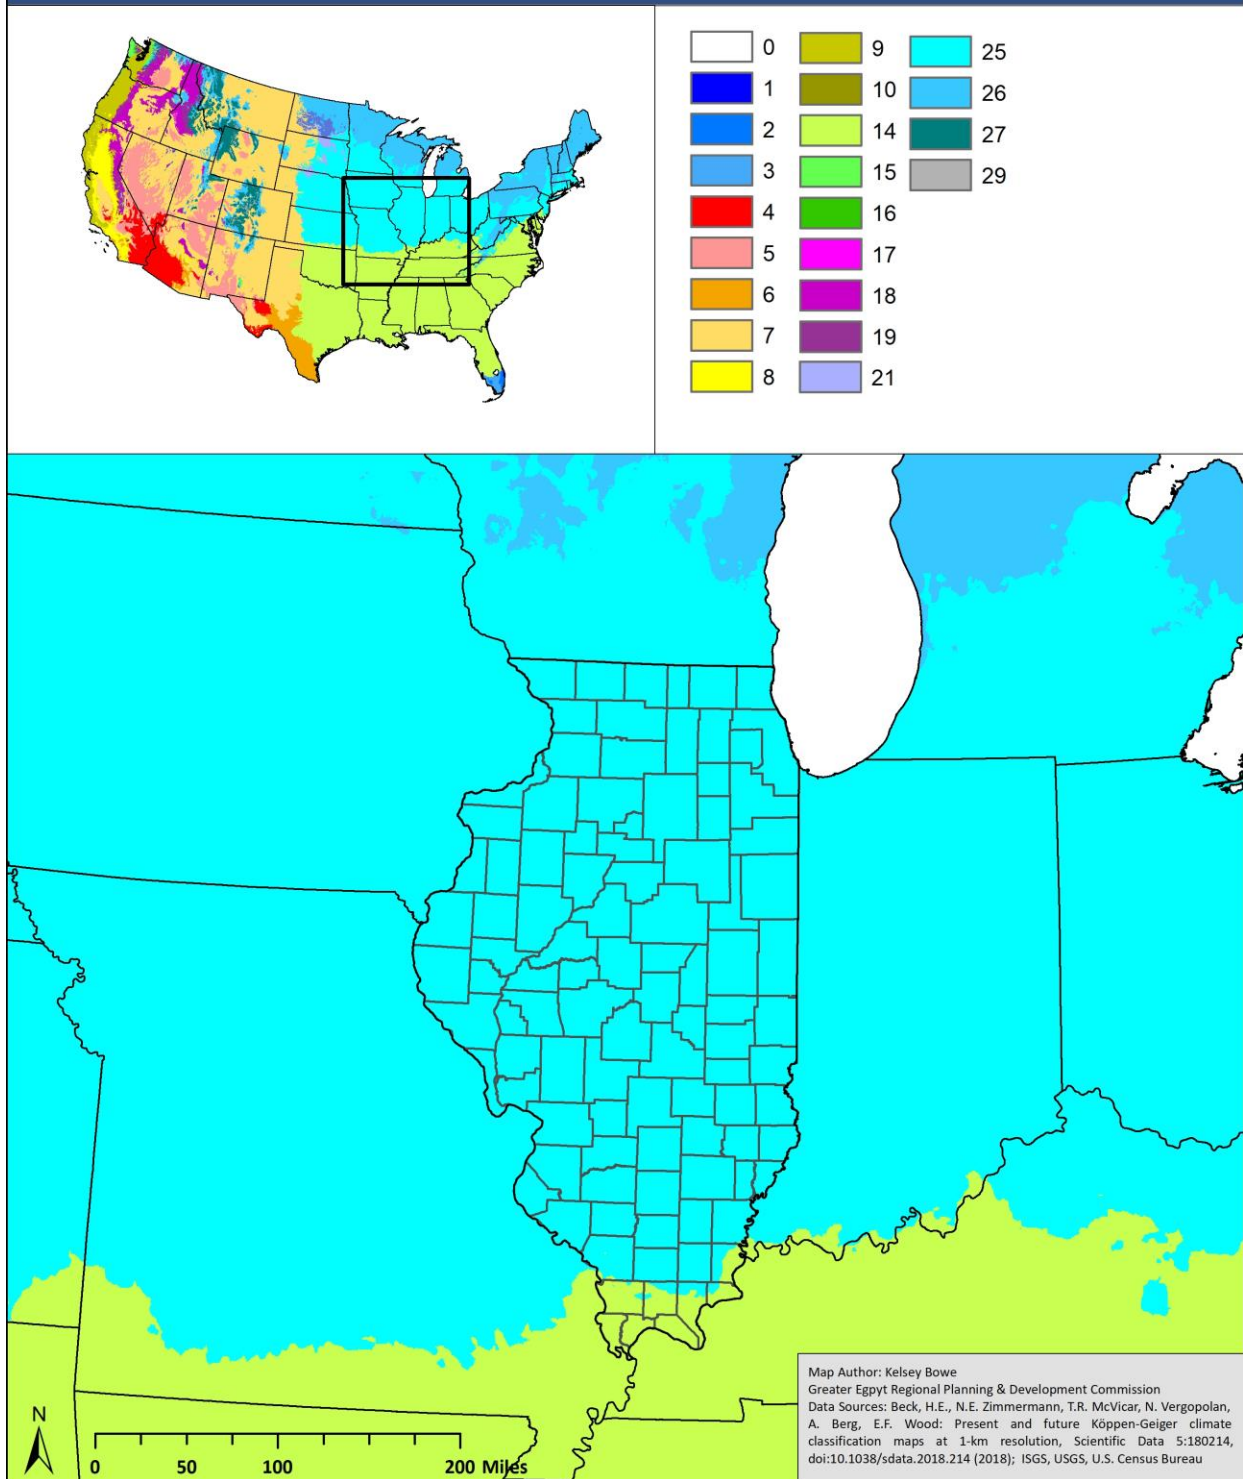 0
1
2
3
4
5
6
7
8
9
10
14
15
16
17
18
19
21
25
26
27
29
N
0 50 100 200 Miles
Map Author: Kelsey Bowe
Greater Egpyt Regional Planning & Development Commission
Data Sources: Beck, H.E., N.E. Zimmermann, T.R. McVicar, N. Vergopolan,
A. Berg, E.F. Wood: Present and future Köppen-Geiger climate
classification maps at 1-km resolution, Scientific Data 5:180214,
doi:10.1038/sdata.2018.214 (2018); ISGS, USGS, U.S. Census Bureau